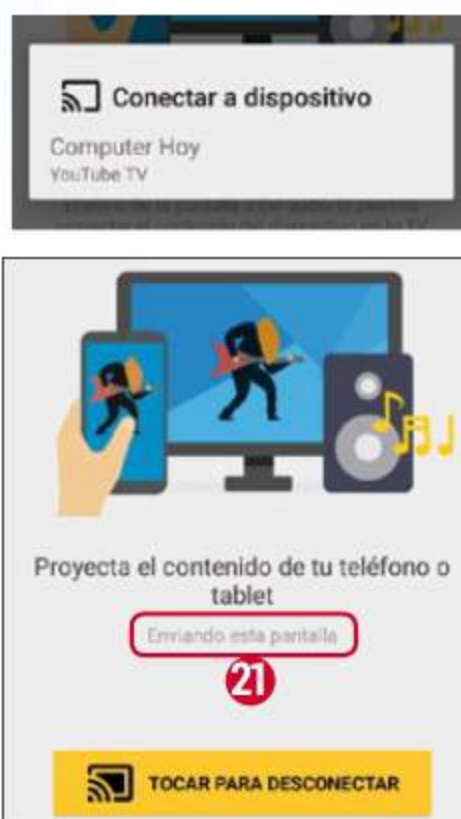 Conectar a dispositivo
Computer Hoy
YouTube TV
Proyecta el contenido de tu teléfono o
tablet
Enviando esta pantalla
21
TOCAR PARA DESCONECTAR